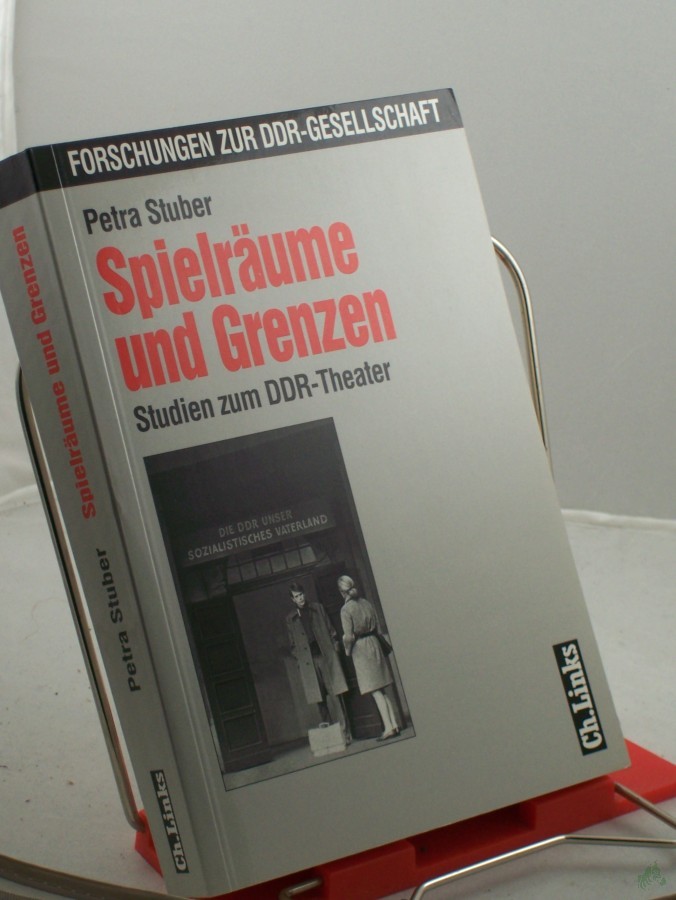 FORSCHUNGEN ZUR DDR-GESELLSCHAFT
Petra Stuber
Spielräume
und Grenzen
Studien zum DDR-Theater
DIE DDR UNSER
SOZIALISTISCHES VATERLAND
Ch.Links
Petra Stuber Spielräume und Grenzen
Ch.Links